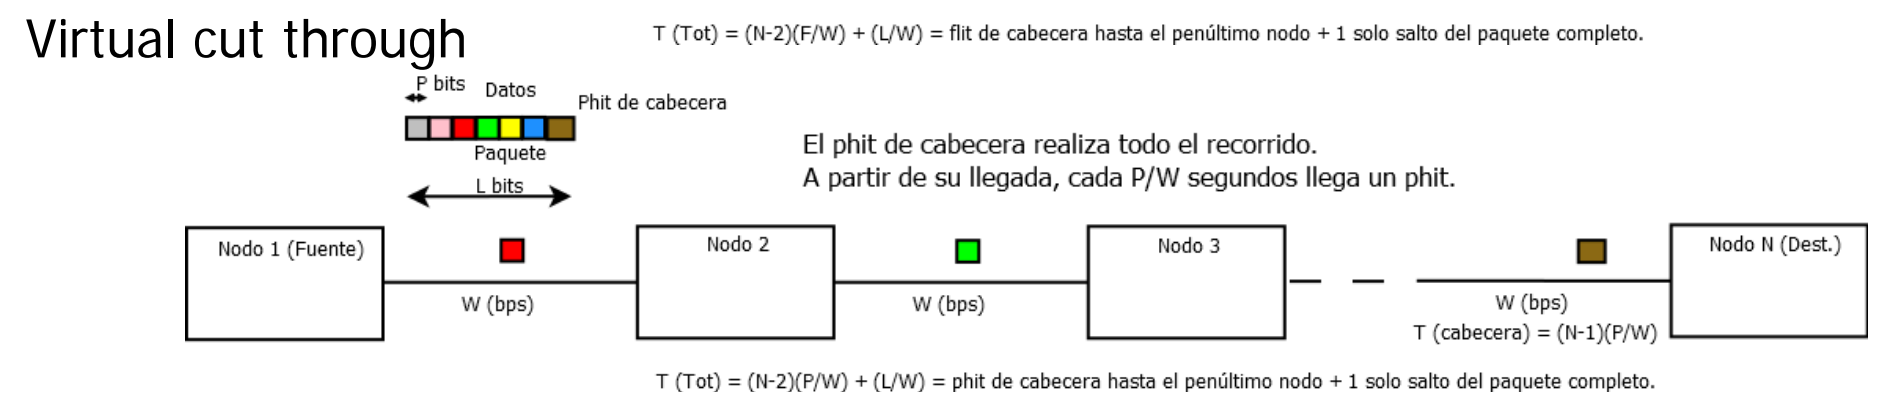 Virtual cut through
T (Tot) = (N-2)(F/W) + (L/W) = flit de cabecera hasta el penúltimo nodo + 1 solo salto del paquete completo.
P bits
Datos
Phit de cabecera
Paquete
L bits
El phit de cabecera realiza todo el recorrido.
A partir de su llegada, cada P/W segundos llega un phit.
Nodo 1 (Fuente)
W (bps)
Nodo 2
W (bps)
Nodo 3
W (bps)
T (cabecera) = (N-1)(P/W)
Nodo N (Dest.)
T (Tot) = (N-2)(P/W) + (L/W) = phit de cabecera hasta el penúltimo nodo + 1 solo salto del paquete completo.